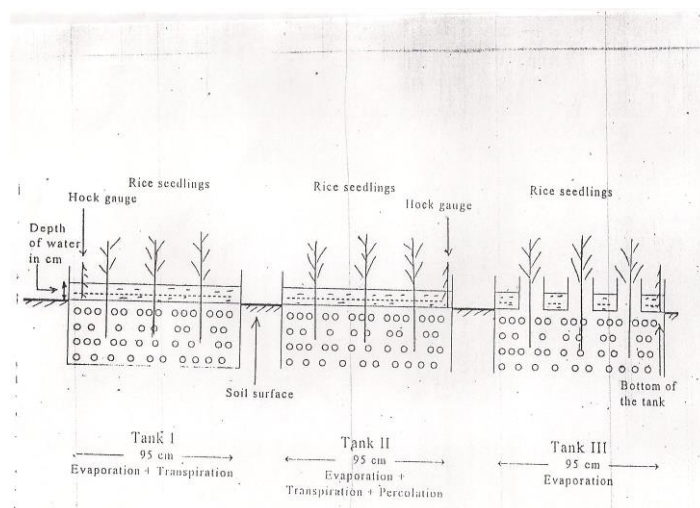 Rice seedlings
Hock gauge
Depth
of water
in cm
Rice seedlings
Hock gauge
Rice seedlings
Soil surface
Bottom of
the tank
Tank I
95 cm
Evaporation + Transpiration
Tank II
95 cm
Evaporation +
Transpiration + Percolation
Tank III
95 cm
Evaporation